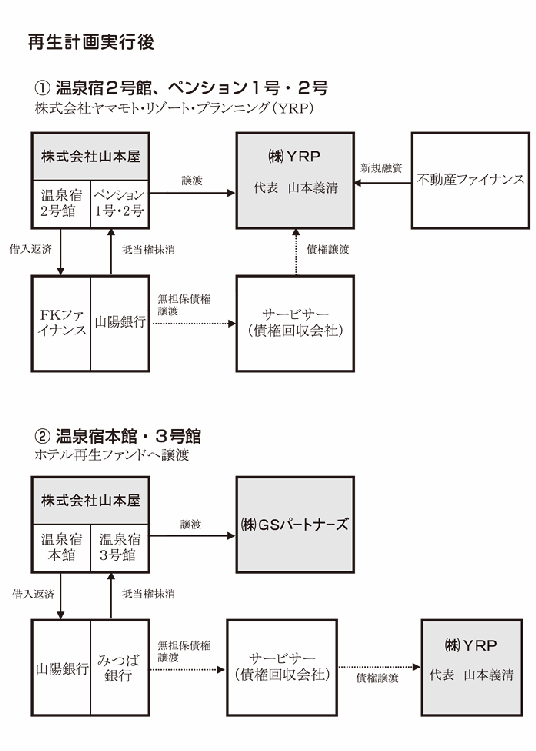 再生計画実行後
① 温泉宿２号館、ペンション１号・２号
株式会社ヤマモト・リゾート・プランニング(YRP)
株式会社山本屋
温泉宿
２号館
ペンション
１号・２号
譲渡
㈱ＹＲＰ
代表 山本義清
新規融資
不動産ファイナンス
借入返済
抵当権抹消
債権譲渡
ＦＫファ
イナンス
山陽銀行
無担保債権
譲渡
サービサー
(債権回収会社)
② 温泉宿本館・３号館
ホテル再生ファンドへ譲渡
株式会社山本屋
温泉宿
本館
温泉宿
３号館
譲渡
㈱GSパートナーズ
借入返済
抵当権抹消
山陽銀行
みつば
銀行
無担保債権
譲渡
サービサー
(債権回収会社)
債権譲渡
㈱ＹＲＰ
代表 山本義清